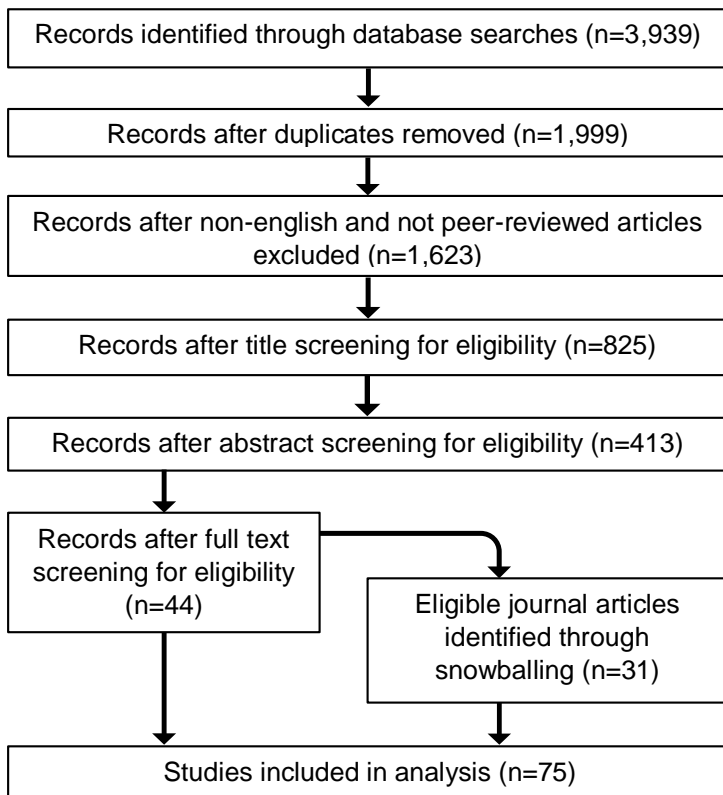 Records identified through database searches (n=3,939)
Records after duplicates removed (n=1,999)
Records after non-english and not peer-reviewed articles
excluded (n=1,623)
Records after title screening for eligibility (n=825)
Records after abstract screening for eligibility (n=413)
Records after full text
screening for eligibility
(n=44)
Eligible journal articles
identified through
snowballing (n=31)
Studies included in analysis (n=75)